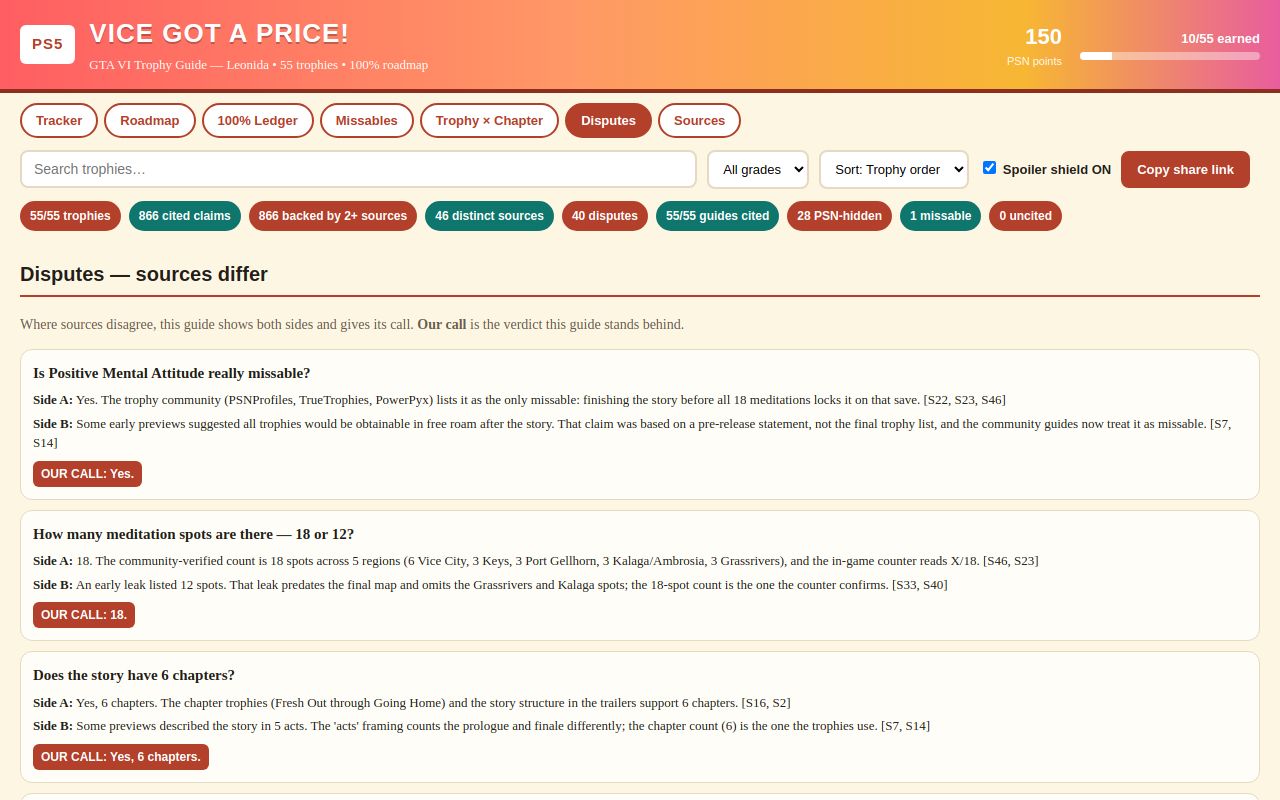 PS5
VICE GOT A PRICE!
GTA VI Trophy Guide — Leonida • 55 trophies • 100% roadmap
150
PSN points
10/55 earned
Tracker
Roadmap
100% Ledger
Missables
Trophy × Chapter
Disputes
Sources
Search trophies…
All grades
Sort: Trophy order
Spoiler shield ON
Copy share link
55/55 trophies
866 cited claims
866 backed by 2+ sources
46 distinct sources
40 disputes
55/55 guides cited
28 PSN-hidden
1 missable
0 uncited
Disputes — sources differ
Where sources disagree, this guide shows both sides and gives its call. Our call is the verdict this guide stands behind.
Is Positive Mental Attitude really missable?
Side A: Yes. The trophy community (PSNProfiles, TrueTrophies, PowerPyx) lists it as the only missable: finishing the story before all 18 meditations locks it on that save. [S22, S23, S46]
Side B: Some early previews suggested all trophies would be obtainable in free roam after the story. That claim was based on a pre-release statement, not the final trophy list, and the community guides now treat it as missable. [S7,
S14]
OUR CALL: Yes.
How many meditation spots are there — 18 or 12?
Side A: 18. The community-verified count is 18 spots across 5 regions (6 Vice City, 3 Keys, 3 Port Gellhorn, 3 Kalaga/Ambrosia, 3 Grassrivers), and the in-game counter reads X/18. [S46, S23]
Side B: An early leak listed 12 spots. That leak predates the final map and omits the Grassrivers and Kalaga spots; the 18-spot count is the one the counter confirms. [S33, S40]
OUR CALL: 18.
Does the story have 6 chapters?
Side A: Yes, 6 chapters. The chapter trophies (Fresh Out through Going Home) and the story structure in the trailers support 6 chapters. [S16, S2]
Side B: Some previews described the story in 5 acts. The 'acts' framing counts the prologue and finale differently; the chapter count (6) is the one the trophies use. [S7, S14]
OUR CALL: Yes, 6 chapters.